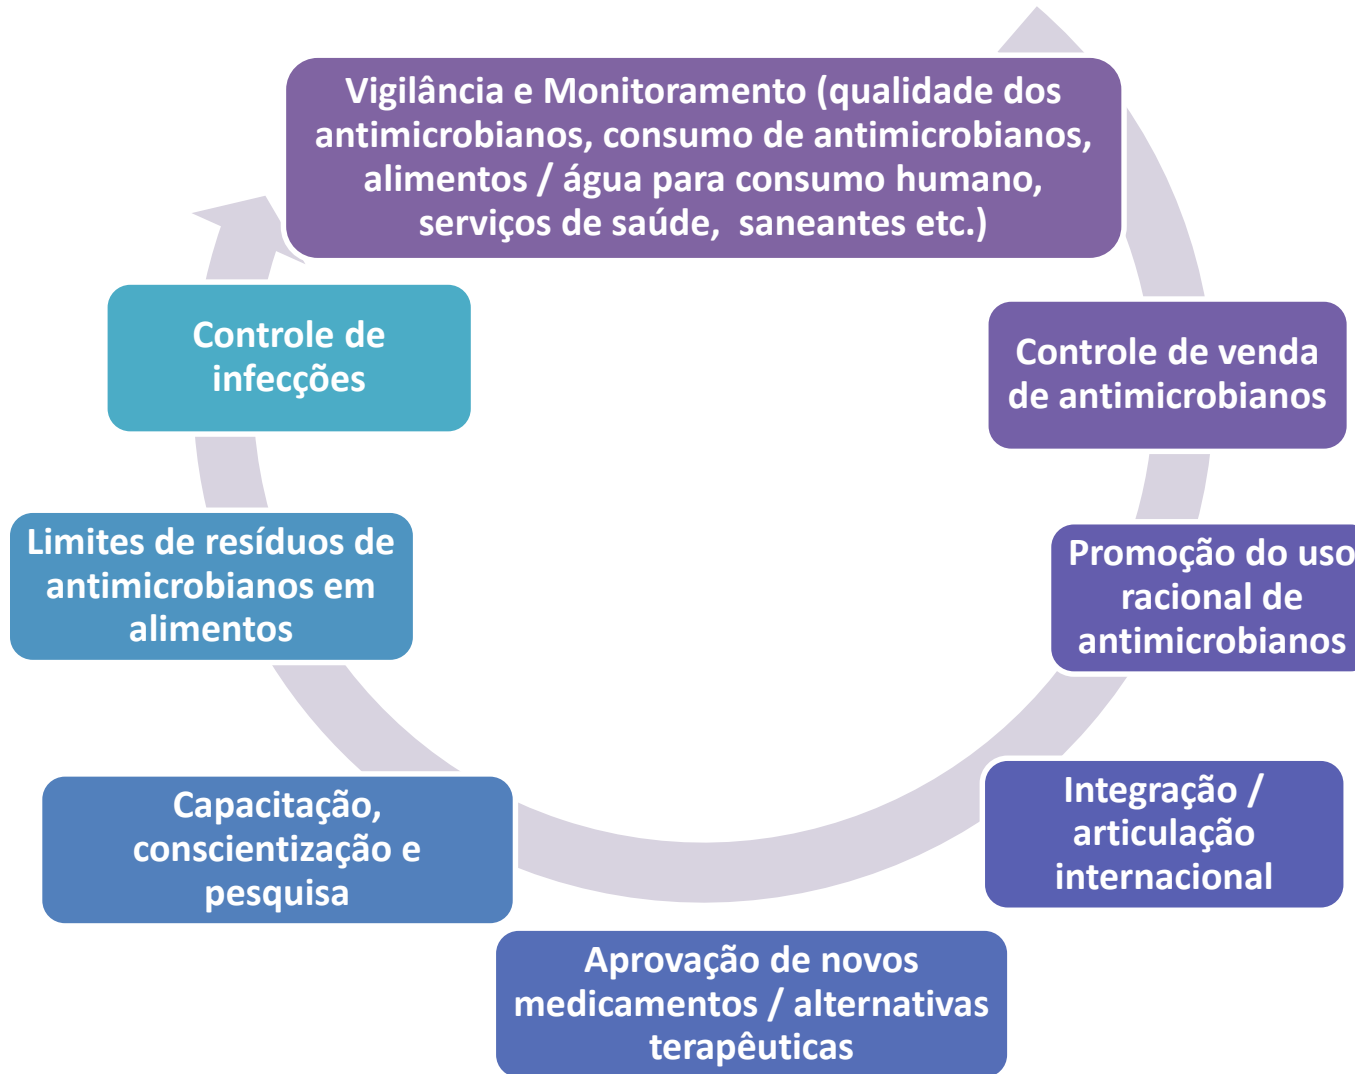 Vigilância e Monitoramento (qualidade dos
antimicrobianos, consumo de antimicrobianos,
alimentos / água para consumo humano,
serviços de saúde,  saneantes etc.)
Controle de venda
de antimicrobianos
Promoção do uso
racional de
antimicrobianos
Integração /
articulação
internacional
Aprovação de novos
medicamentos / alternativas
terapêuticas
Capacitação,
conscientização e
pesquisa
Limites de resíduos de
antimicrobianos em
alimentos
Controle de
infecções